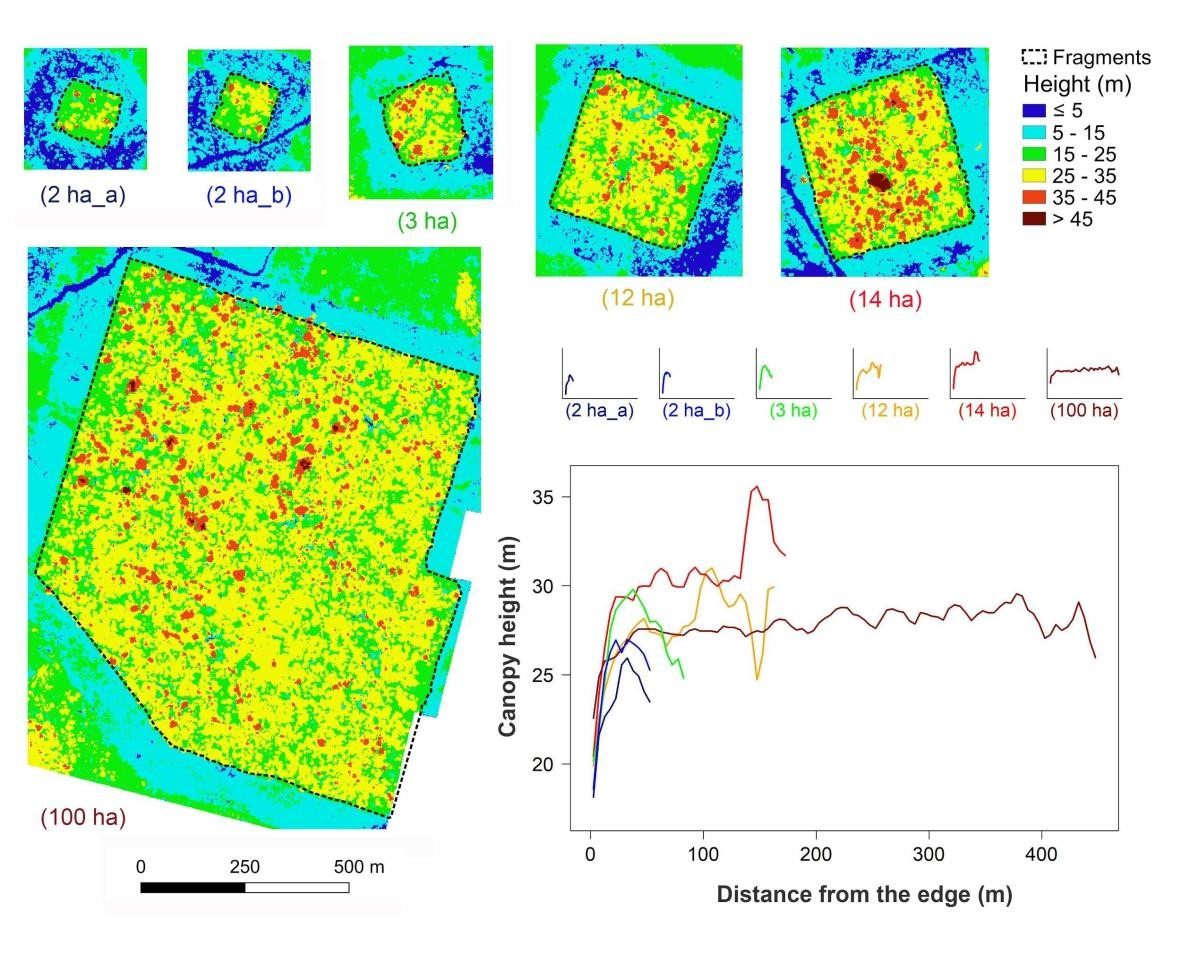 Fragments
Height (m)
≤ 5
5 - 15
15 - 25
25 - 35
35 - 45
> 45
(2 ha_a)
(2 ha_b)
(3 ha)
(12 ha)
(14 ha)
(100 ha)
0 250 500 m
(2 ha_a) (2 ha_b) (3 ha) (12 ha) (14 ha) (100 ha)
Canopy height (m)
35
30
25
20
0 100 200 300 400
Distance from the edge (m)